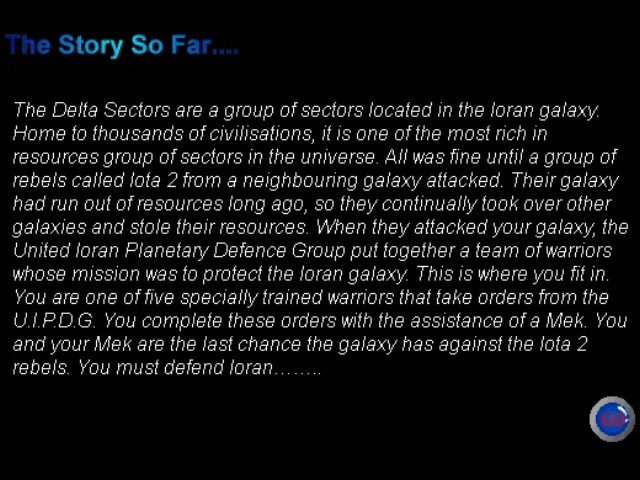 The Story So Far....
The Delta Sectors are a group of sectors located in the Ioran galaxy.
Home to thousands of civilisations, it is one of the most rich in
resources group of sectors in the universe. All was fine until a group of
rebels called Iota 2 from a neighbouring galaxy attacked. Their galaxy
had run out of resources long ago, so they continually took over other
galaxies and stole their resources. When they attacked your galaxy, the
United Ioran Planetary Defence Group put together a team of warriors
whose mission was to protect the Ioran galaxy. This is where you fit in.
You are one of five specially trained warriors that take orders from the
U.I.P.D.G. You complete these orders with the assistance of a Mek. You
and your Mek are the last chance the galaxy has against the Iota 2
rebels. You must defend Ioran........
GO